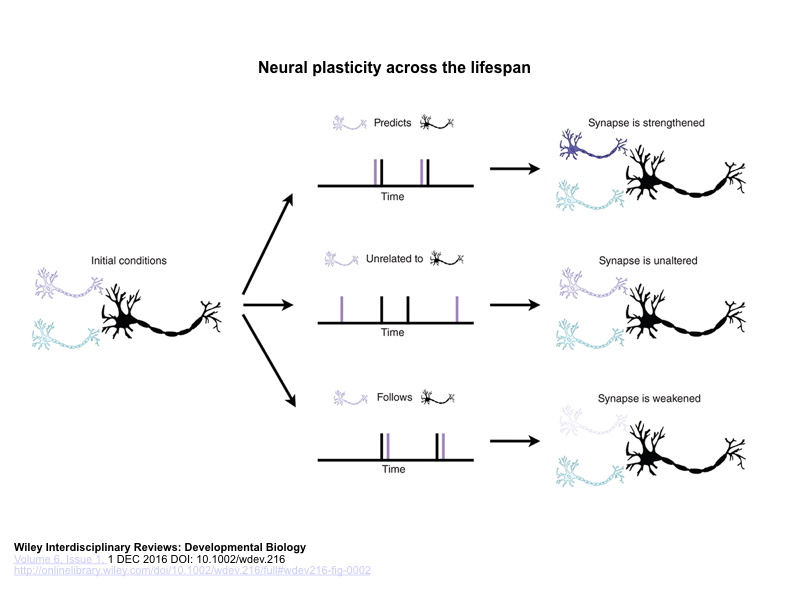 Neural plasticity across the lifespan
Predicts
Synapse is strengthened
Time
Initial conditions
Unrelated to
Synapse is unaltered
Time
Follows
Synapse is weakened
Time
Wiley Interdisciplinary Reviews: Developmental Biology
Volume 6, Issue 1, 1 DEC 2016 DOI: 10.1002/wdev.216
http://onlinelibrary.wiley.com/doi/10.1002/wdev.216/full#wdev216-fig-0002